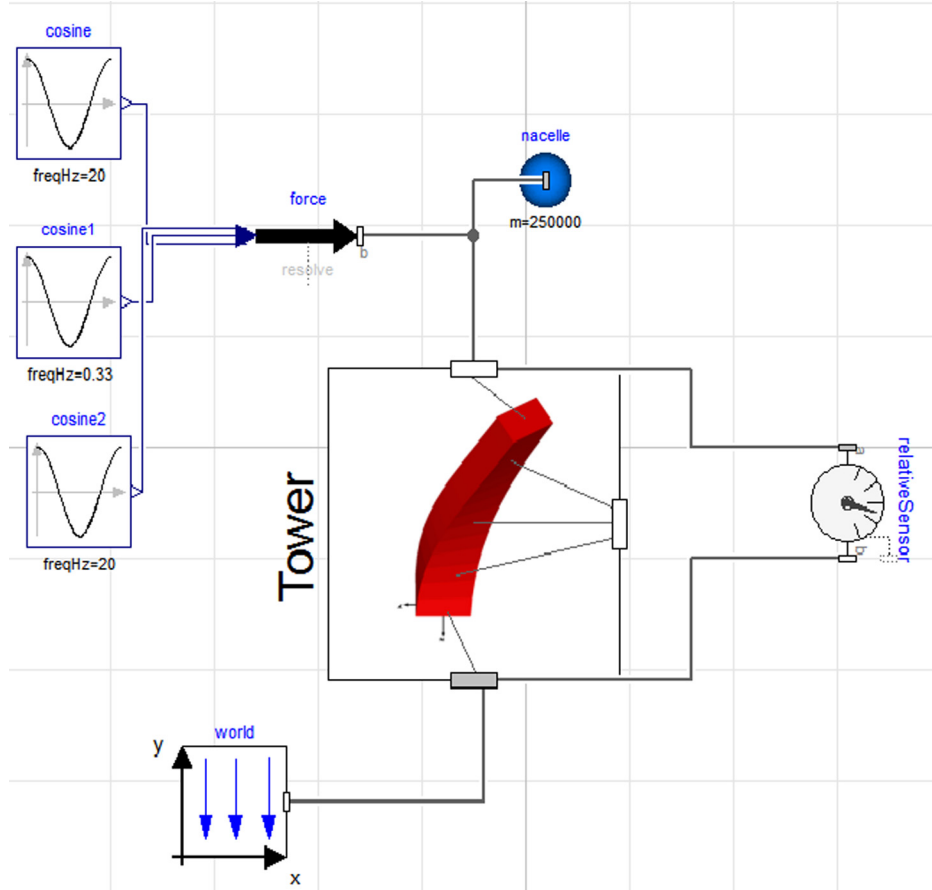 cosine
freqHz=20
cosine1
freqHz=0.33
cosine2
freqHz=20
force
resolve
b
nacelle
m=250000
Tower
a
relativeSensor
b
world
y
x